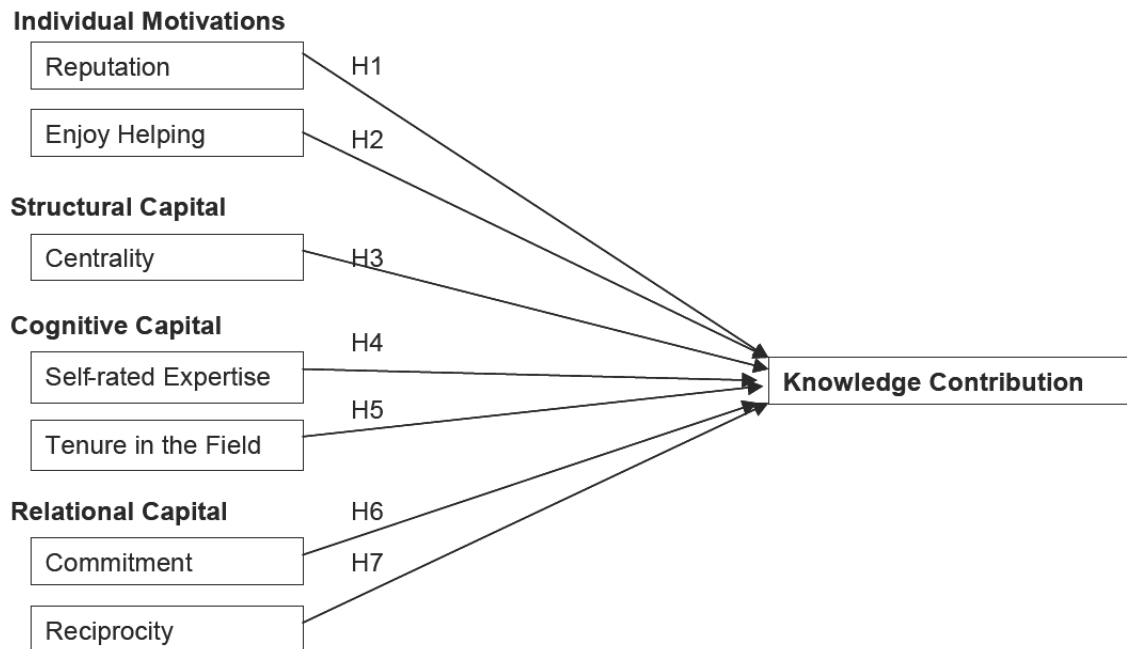 Individual Motivations
Reputation
H1
Enjoy Helping
H2
Structural Capital
Centrality
H3
Cognitive Capital
H4
Self-rated Expertise
Knowledge Contribution
H5
Tenure in the Field
Relational Capital
H6
Commitment
H7
Reciprocity